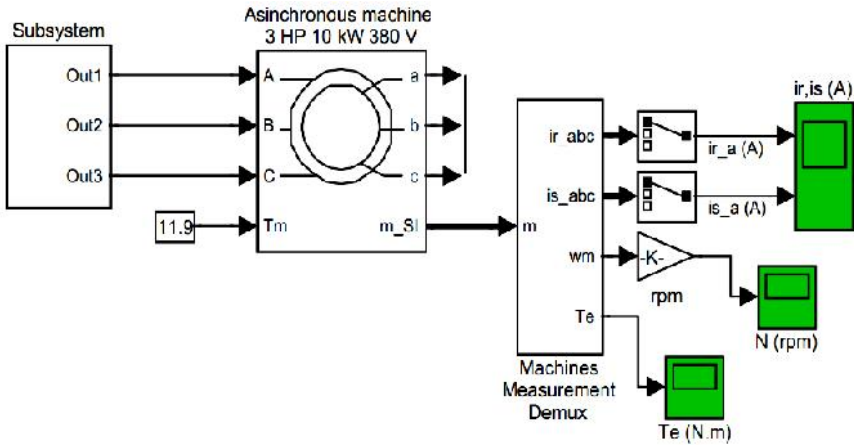 Subsystem
Out1
Out2
Out3
Asinchronous machine
3 HP 10 kW 380 V
A
B
C
Tm
a
b
c
m_SI
11.9
m
ir_abc
is_abc
wm
Te
Machines
Measurement
Demux
ir_a (A)
is_a (A)
-K-
rpm
ir,is (A)
N (rpm)
Te (N.m)